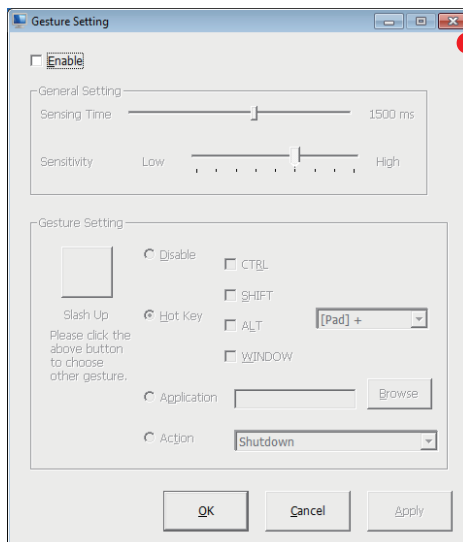 Gesture Setting
Enable
General Setting
Sensing Time 1500 ms
Sensitivity Low High
Gesture Setting
Disable
CTRL
SHIFT
Slash Up
Hot Key
ALT
[Pad] +
Please click the
above button
to choose
other gesture.
WINDOW
Application
Browse
Action
Shutdown
OK Cancel Apply